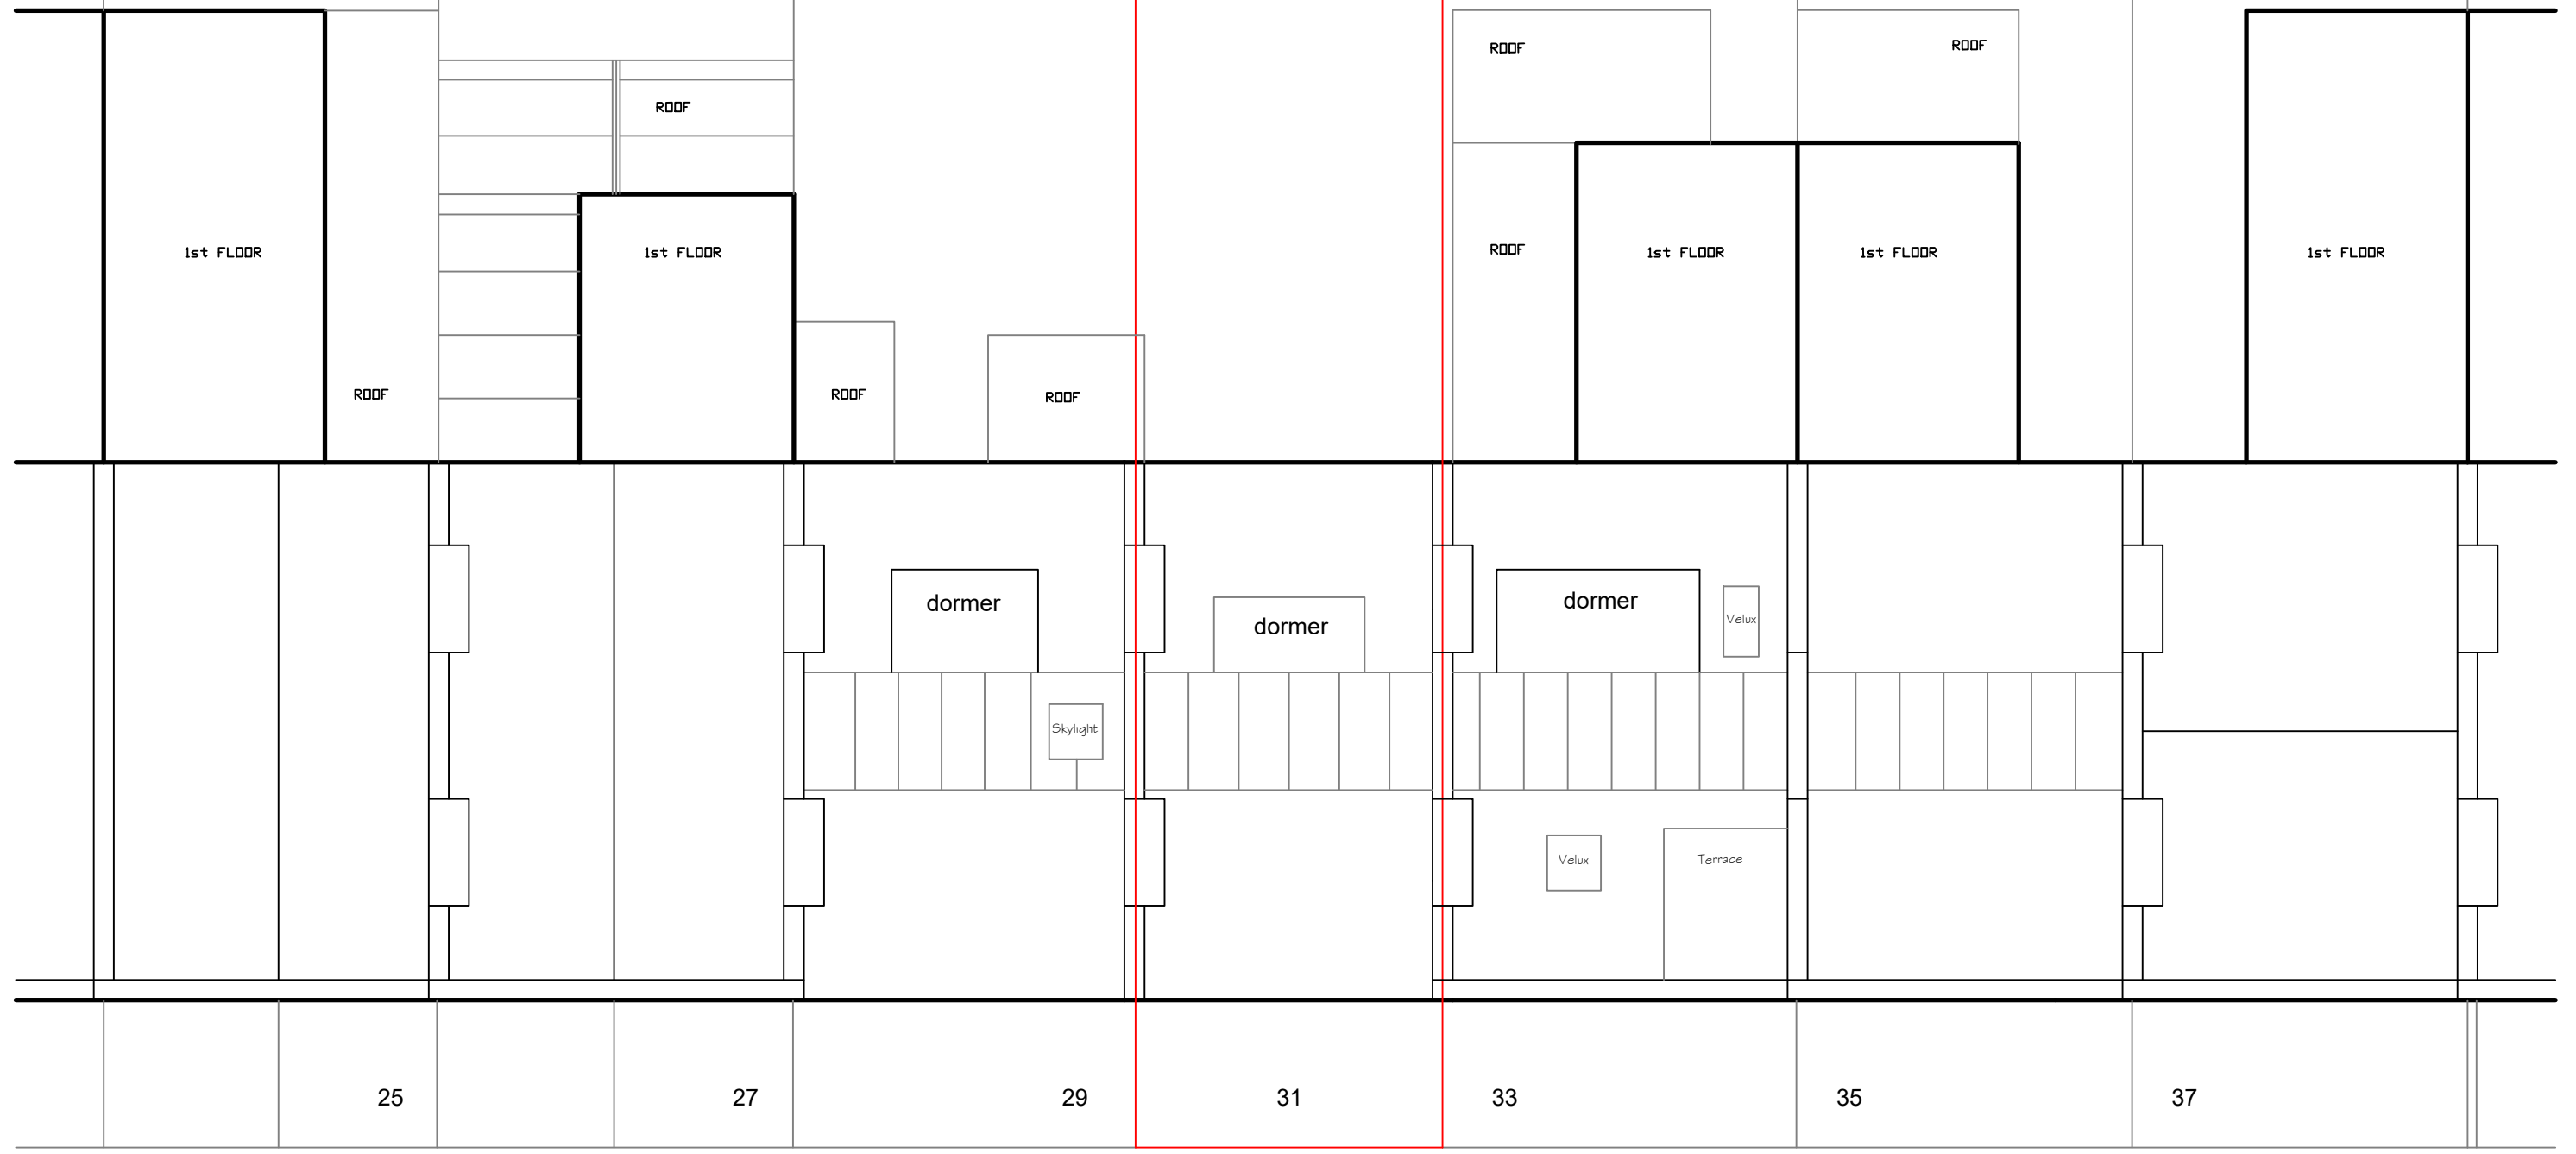 ROOF
ROOF
ROOF
1st FLOOR
1st FLOOR
ROOF
1st FLOOR
1st FLOOR
1st FLOOR
ROOF
ROOF
ROOF
dormer
dormer
dormer
Velux
Skylight
Velux
Terrace
25
27
29
31
33
35
37